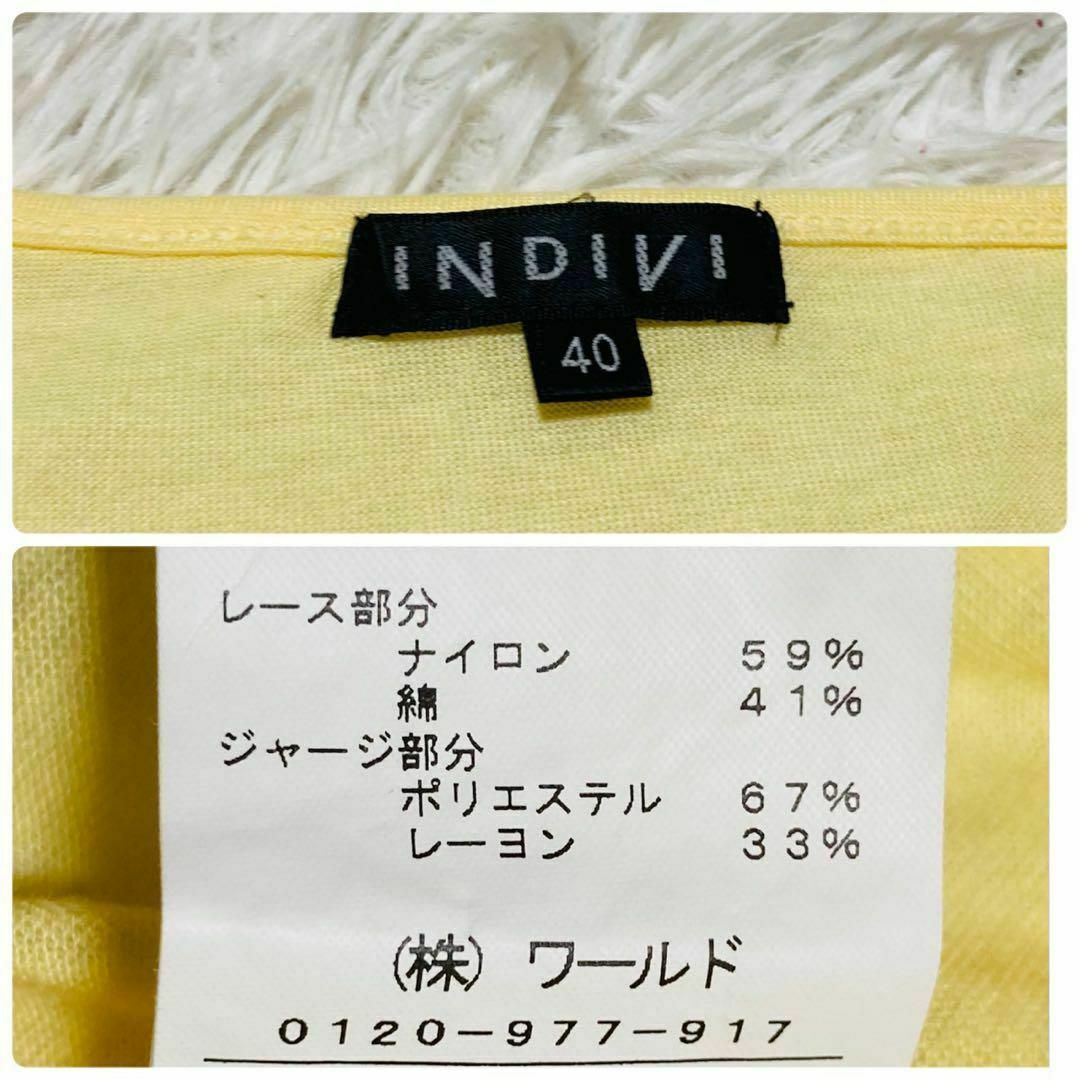 INDIVI
40
レース部分
ナイロン 59%
綿 41%
ジャージ部分
ポリエステル 67%
レーヨン 33%
(株) ワールド
0120-977-917